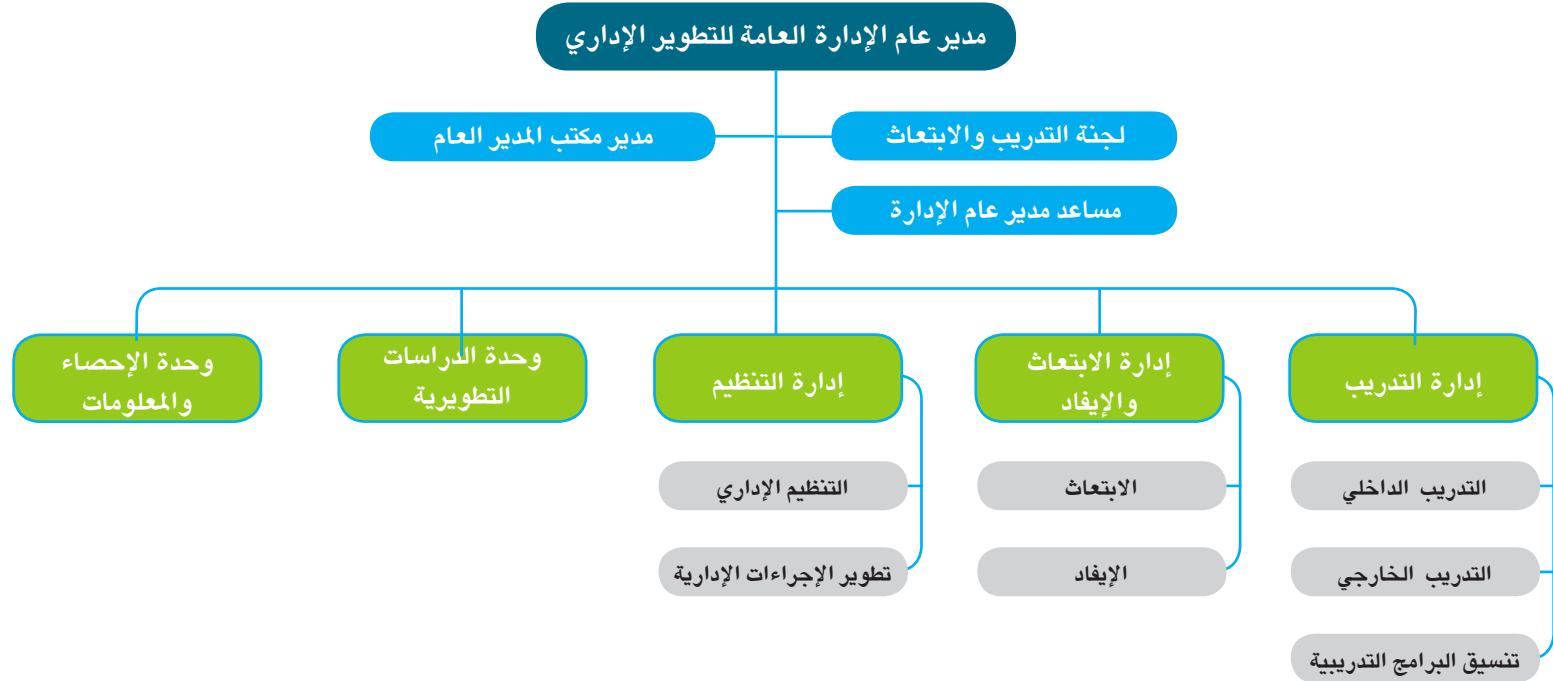 مدير عام الإدارة العامة للتطوير الإداري
لجنة التدريب والابتعاث
مدير مكتب المدير العام
مساعد مدير عام الإدارة
إدارة التدريب
إدارة الابتعاث
والإيفاد
إدارة التنظيم
وحدة الدراسات
التطويرية
وحدة الإحصاء
والمعلومات
التدريب الداخلي
الابتعاث
التنظيم الإداري
التدريب الخارجي
الإيفاد
تطوير الإجراءات الإدارية
تنسيق البرامج التدريبية